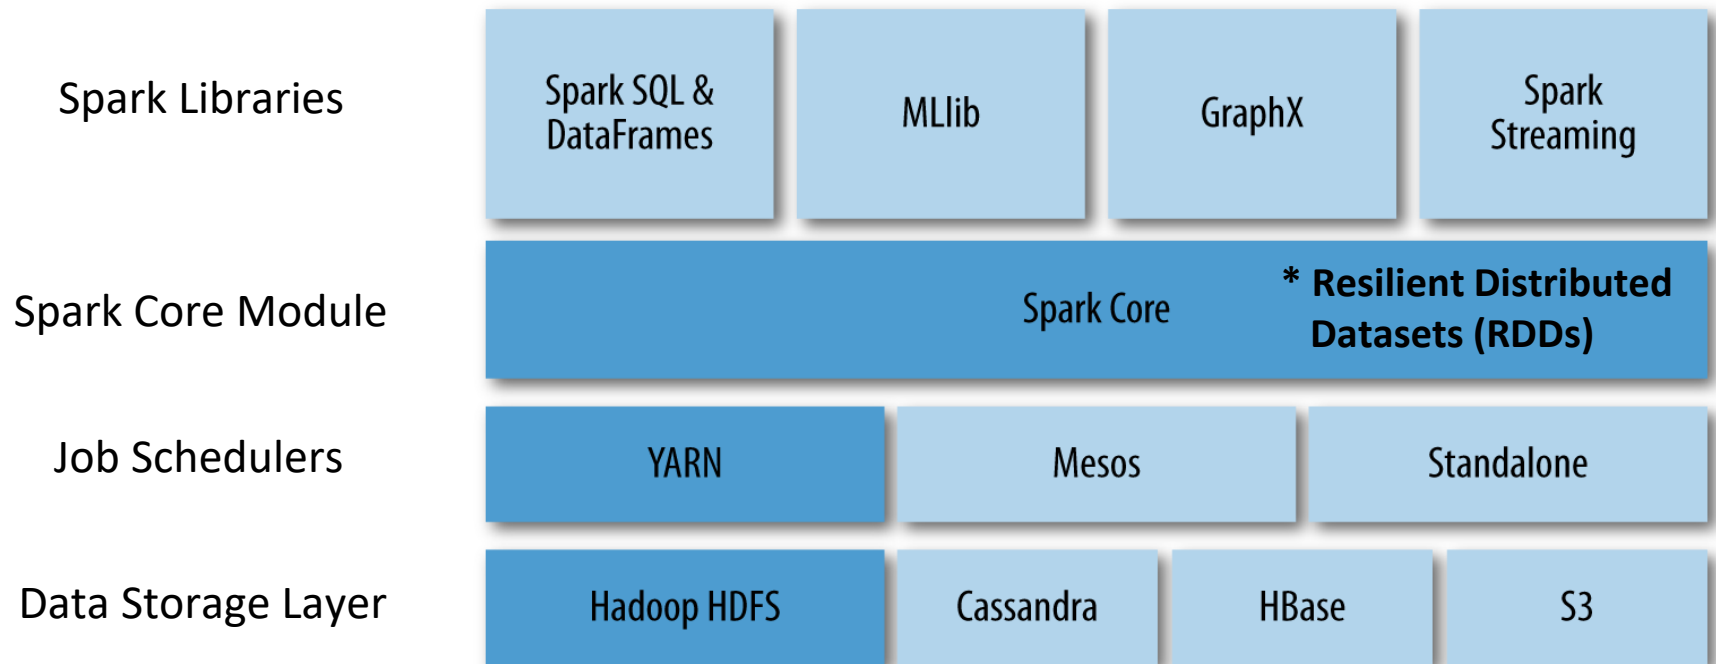 Spark Libraries
Spark SQL &
DataFrames
MLlib
GraphX
Spark
Streaming
Spark Core Module
Spark Core
* Resilient Distributed
Datasets (RDDs)
Job Schedulers
YARN
Mesos
Standalone
Data Storage Layer
Hadoop HDFS
Cassandra
HBase
S3